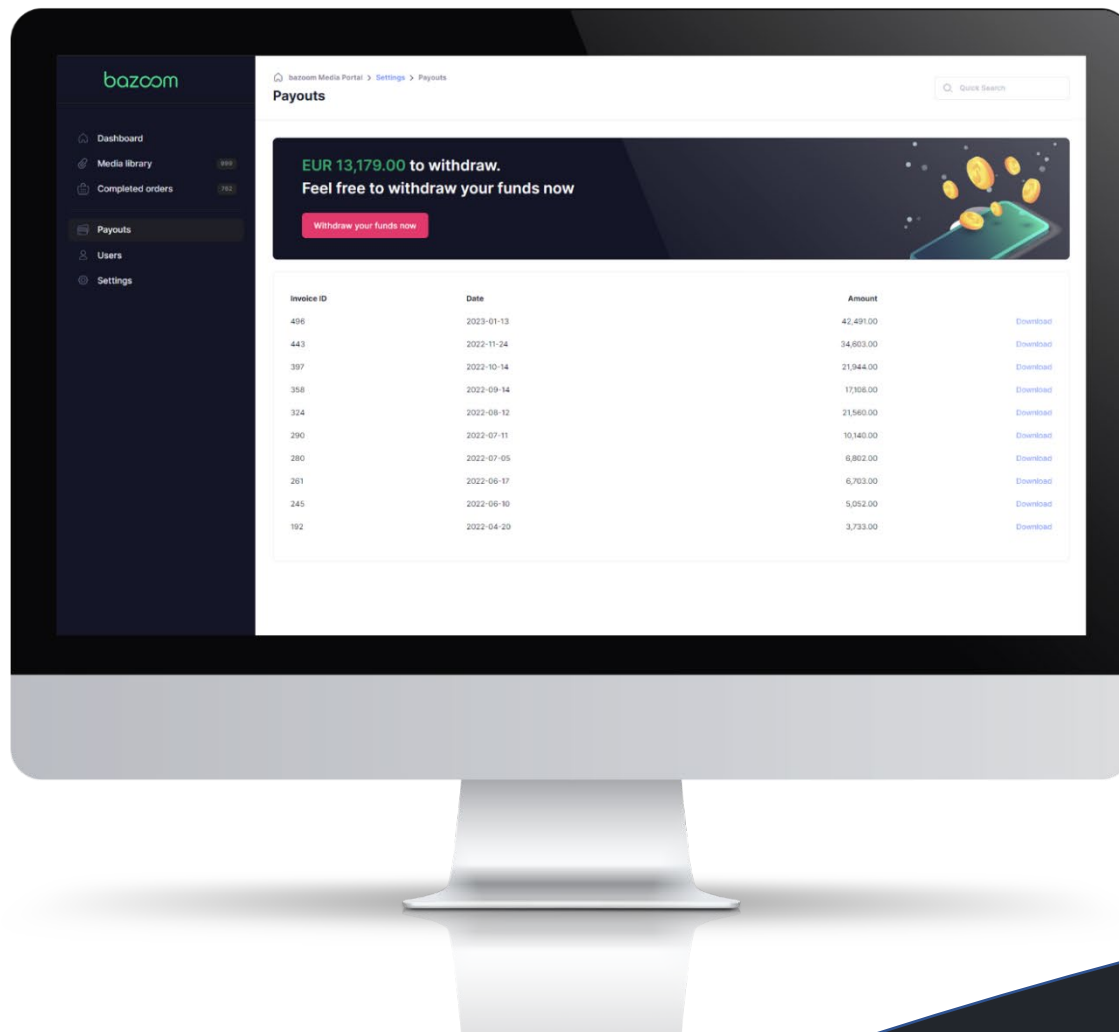 bazoom
bazoom Media Portal > Settings > Payouts
Payouts
Quick Search
Dashboard
Media library
Completed orders 762
Payouts
Users
Settings
EUR 13,179.00 to withdraw.
Feel free to withdraw your funds now
Withdraw your funds now
Invoice ID Date Amount
496 2023-01-13 42,491.00 Download
443 2022-11-24 34,603.00 Download
397 2022-10-14 21,944.00 Download
358 2022-09-14 17,108.00 Download
324 2022-08-12 21,560.00 Download
290 2022-07-11 10,140.00 Download
280 2022-07-05 6,802.00 Download
261 2022-06-17 6,703.00 Download
245 2022-06-10 5,052.00 Download
192 2022-04-20 3,733.00 Download